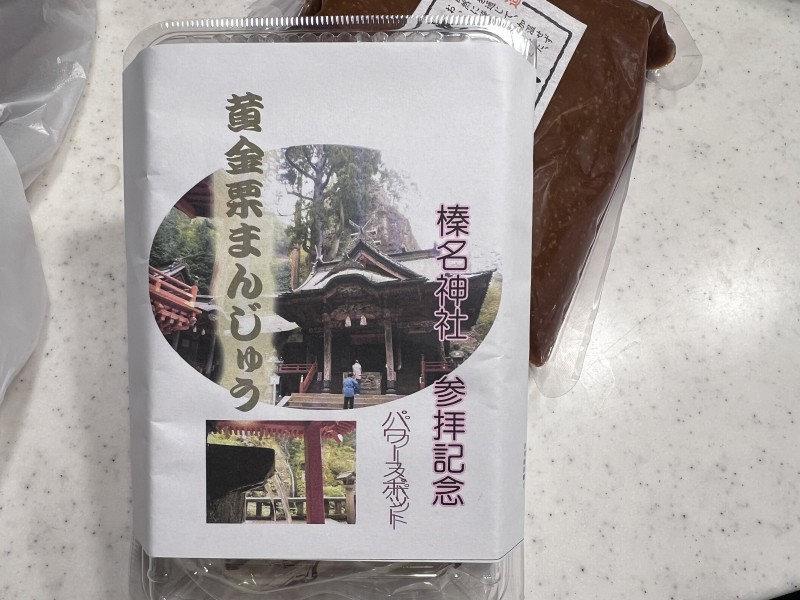 榛名神社 参拝記念
パワースポット
黄金栗まんじゅう